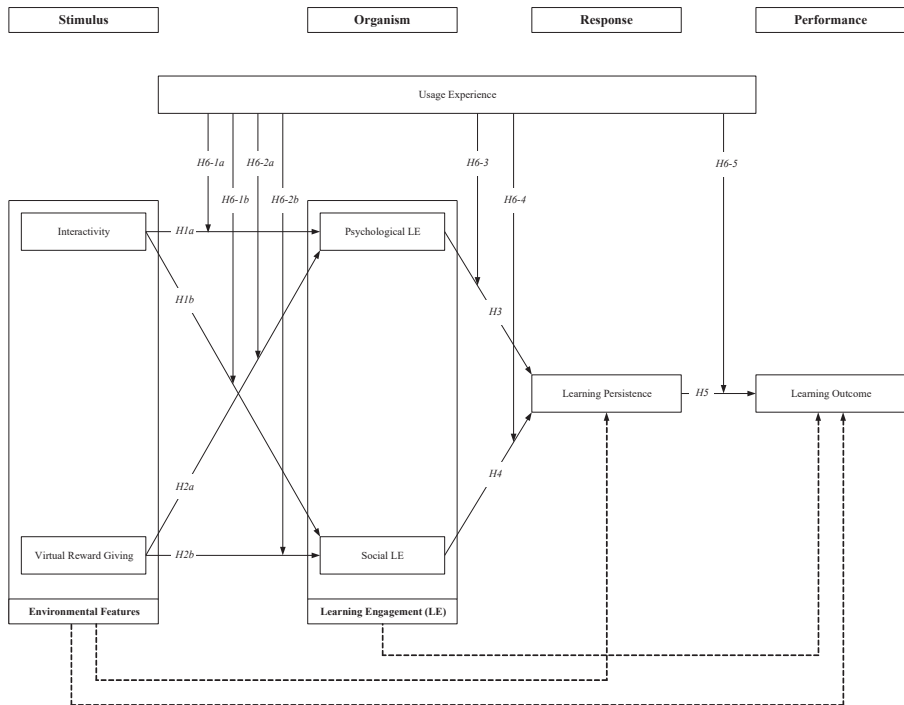 Stimulus
Organism
Response
Performance
Usage Experience
H6-1a
H6-2a
H6-3
H6-5
H6-1b
H6-2b
H6-4
Interactivity
H1a
Psychological LE
H1b
H3
Learning Persistence
H5
Learning Outcome
H2a
H4
Virtual Reward Giving
H2b
Social LE
Environmental Features
Learning Engagement (LE)